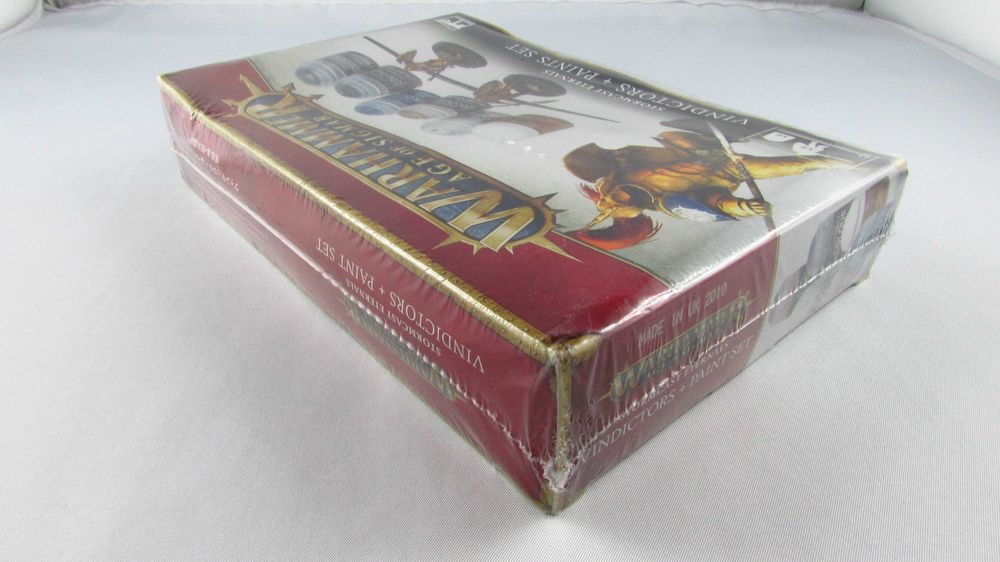 WARHAMMER
AGE OF SIGMAR
STORMCAST ETERNALS
VINDICTORS + PAINTS SET
STORMCAST ETERNALS
VINDICTORS + PAINT SET
MADE IN UK 2010
WARHAMMER
STORMCAST ETERNALS
VINDICTORS + PAINT SET